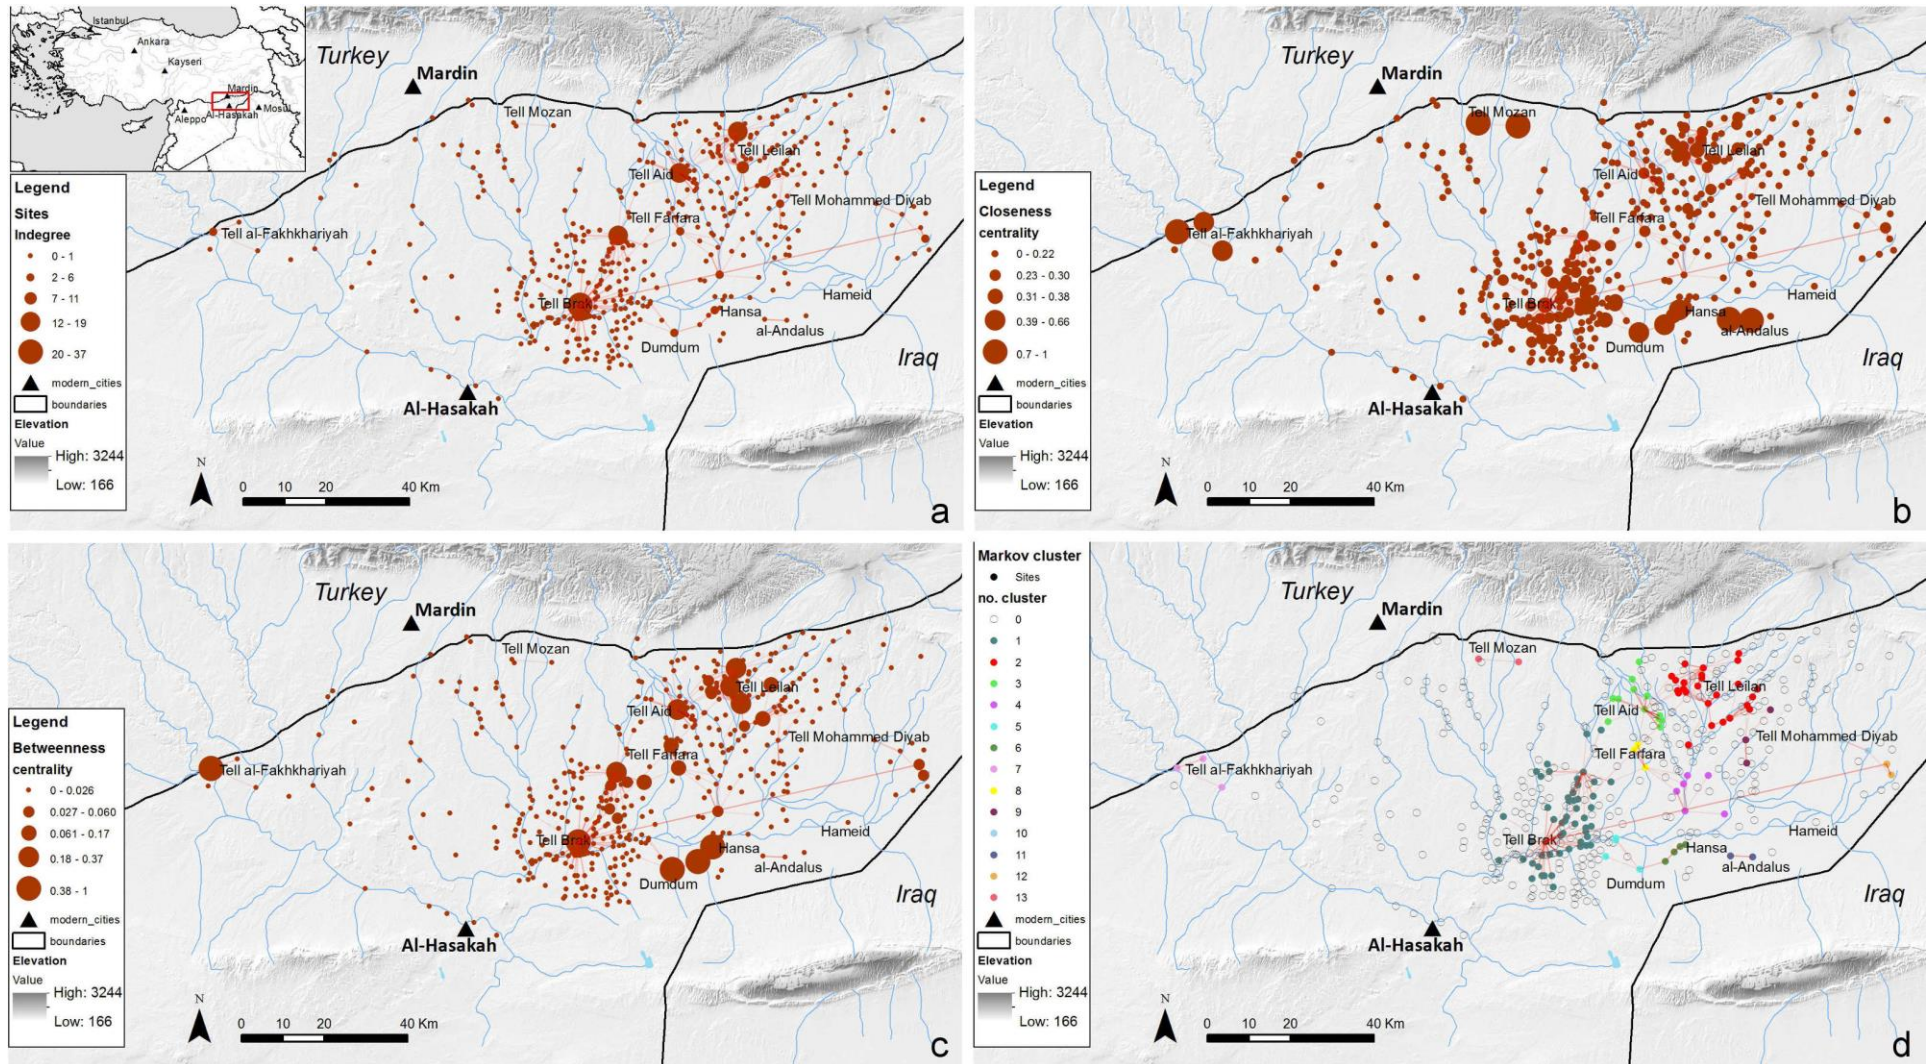 Istanbul
Ankara
Kayseri
Mardin
Aleppo
Al-Hasakah
Mosul
Legend
Sites
Indegree
0 - 1
2 - 6
7 - 11
12 - 19
20 - 37
modern_cities
boundaries
Elevation
Value
High: 3244
Low: 166
Turkey
Mardin
Tell Mozan
Tell Leilan
Tell Aid
Tell Mohammed Diyab
Tell Farfara
Tell al-Fakhkhariyah
Tell Brak
Hameid
Hansa
al-Andalus
Dumdum
Iraq
Al-Hasakah
N
0 10 20 40 Km
a
Legend
Closeness
centrality
0 - 0.22
0.23 - 0.30
0.31 - 0.38
0.39 - 0.66
0.7 - 1
modern_cities
boundaries
Elevation
Value
High: 3244
Low: 166
Turkey
Mardin
Tell Mozan
Tell Leilan
Tell Aid
Tell Mohammed Diyab
Tell Farfara
Tell al-Fakhkhariyah
Tell Brak
Hameid
Hansa
al-Andalus
Dumdum
Iraq
Al-Hasakah
N
0 10 20 40 Km
b
Legend
Betweenness
centrality
0 - 0.026
0.027 - 0.060
0.061 - 0.17
0.18 - 0.37
0.38 - 1
modern_cities
boundaries
Elevation
Value
High: 3244
Low: 166
Turkey
Mardin
Tell Mozan
Tell Leilan
Tell Aid
Tell Mohammed Diyab
Tell Farfara
Tell al-Fakhkhariyah
Tell Brak
Hameid
Hansa
al-Andalus
Dumdum
Iraq
Al-Hasakah
N
0 10 20 40 Km
c
Markov cluster
Sites
no. cluster
0
1
2
3
4
5
6
7
8
9
10
11
12
13
modern_cities
boundaries
Elevation
Value
High: 3244
Low: 166
Turkey
Mardin
Tell Mozan
Tell Leilan
Tell Aid
Tell Mohammed Diyab
Tell Farfara
Tell al-Fakhkhariyah
Tell Brak
Hameid
Hansa
al-Andalus
Dumdum
Iraq
Al-Hasakah
N
0 10 20 40 Km
d